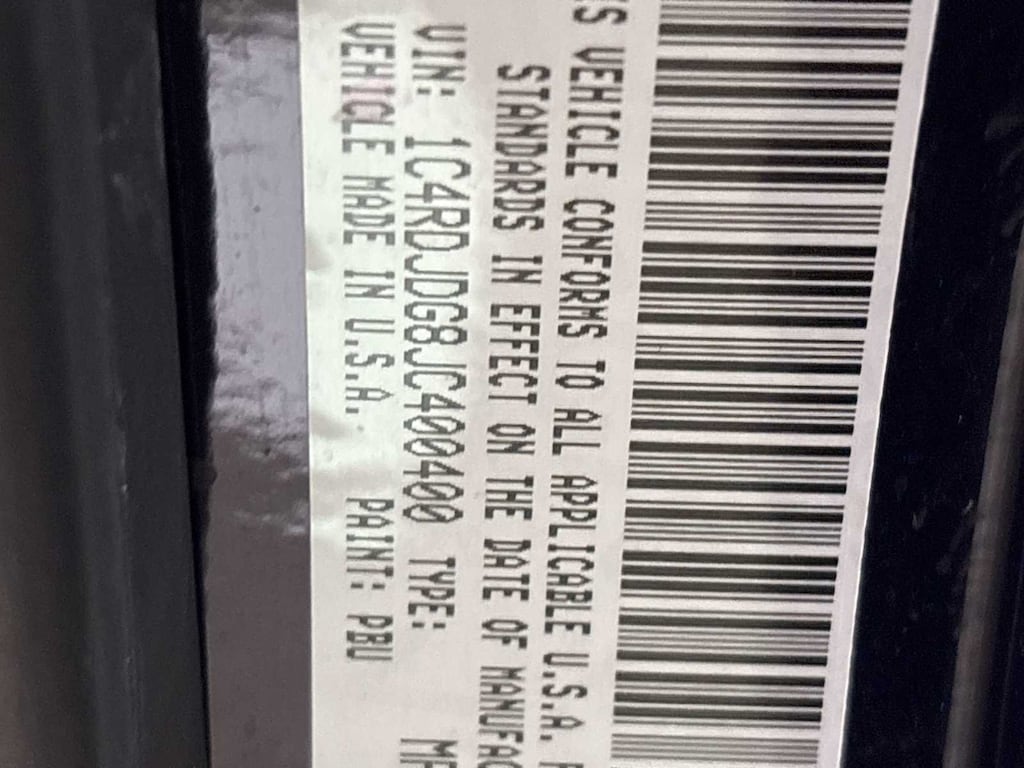 VEHICLE CONFORMS TO ALL APPLICABLE U.S.A.
STANDARDS IN EFFECT ON THE DATE OF MANUFAC
VIN: 1C4RDJDG8JC400400 TYPE:
VEHICLE MADE IN U.S.A. PAINT: PBU